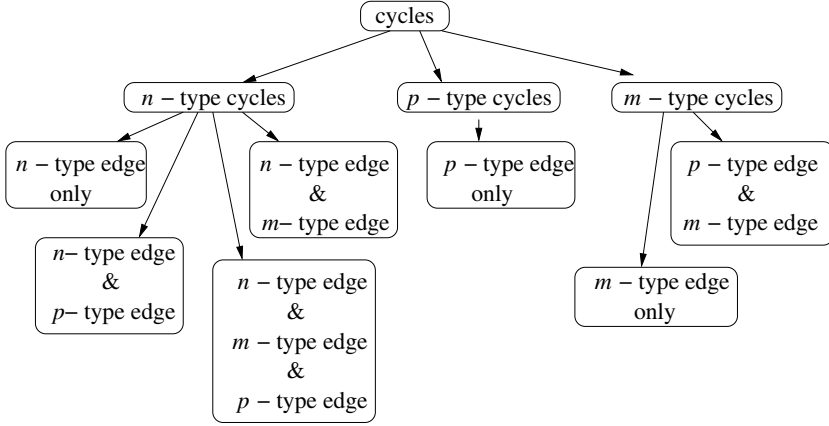 cycles
n – type cycles
p – type cycles
m – type cycles
n – type edge
only
n – type edge
&
m– type edge
p – type edge
only
p – type edge
&
m – type edge
n– type edge
&
p– type edge
n – type edge
&
m – type edge
&
p – type edge
m – type edge
only